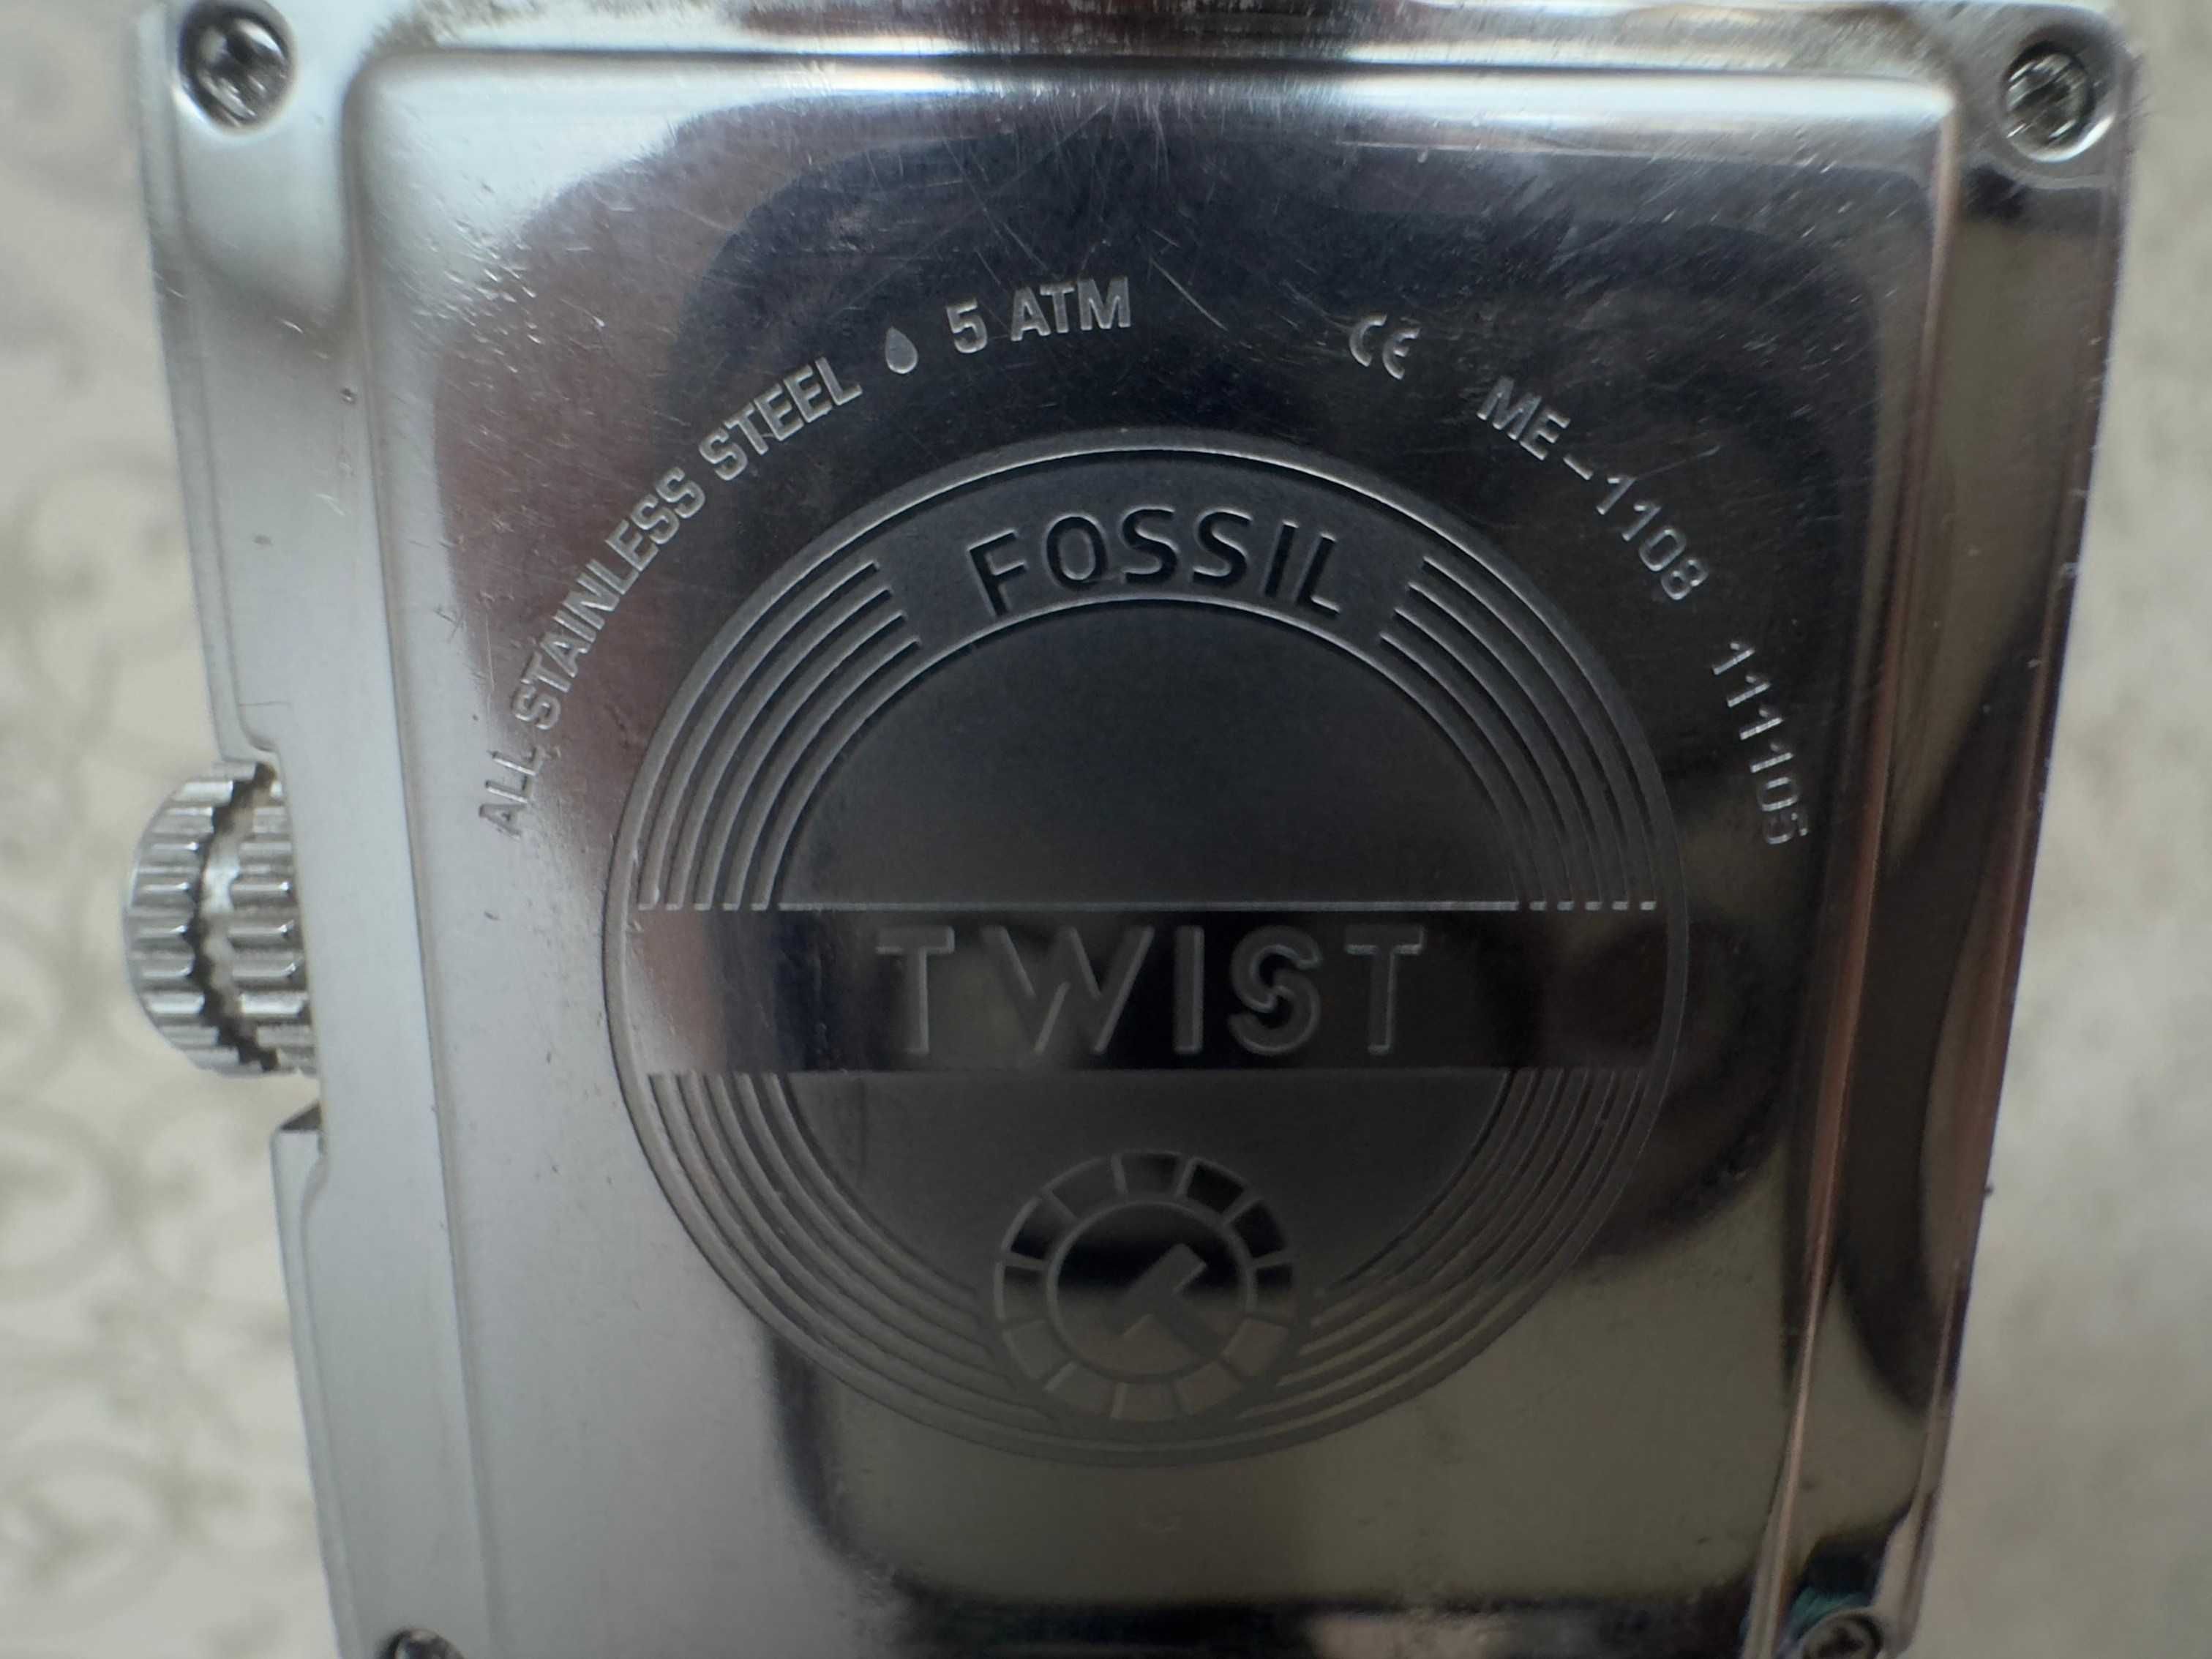 ALL STAINLESS STEEL 5 ATM CE ME-1108 111105
FOSSIL
TWIST